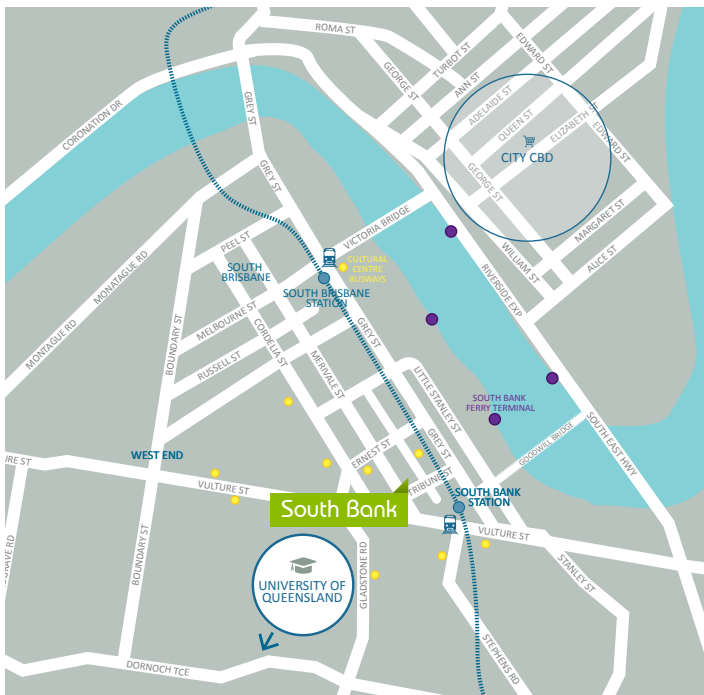 ROMA ST
EDWARD ST
TURBOT ST
GEORGE ST
ANN ST
ADELAIDE ST
CORONATION DR
GREY ST
QUEEN ST
ELIZABETH ST
EDWARD ST
CITY CBD
GREY ST
GEORGE ST
MARGARET ST
VICTORIA BRIDGE
PEEL ST
WILLIAM ST
ALICE ST
MONATAGUE RD
CULTURAL
CENTRE
BUSWAYS
SOUTH
BRISBANE
SOUTH BRISBANE
STATION
RIVERSIDE EXP
MONTAGUE RD
MELBOURNE ST
BOUNDARY ST
CORDELIA ST
GREY ST
RUSSELL ST
MERIVALE ST
LITTLE STANLEY ST
SOUTH BANK
FERRY TERMINAL
GREY ST
SOUTH EAST HWY
GOODWILL BRIDGE
ERNEST ST
WEST END
URE ST
VULTURE ST
TRIBUNE ST
SOUTH BANK
STATION
South Bank
VULTURE ST
BOUNDARY ST
GLADSTONE RD
STANLEY ST
UNIVERSITY OF
QUEENSLAND
GRAVE RD
STEPHENS RD
DORNOCH TCE